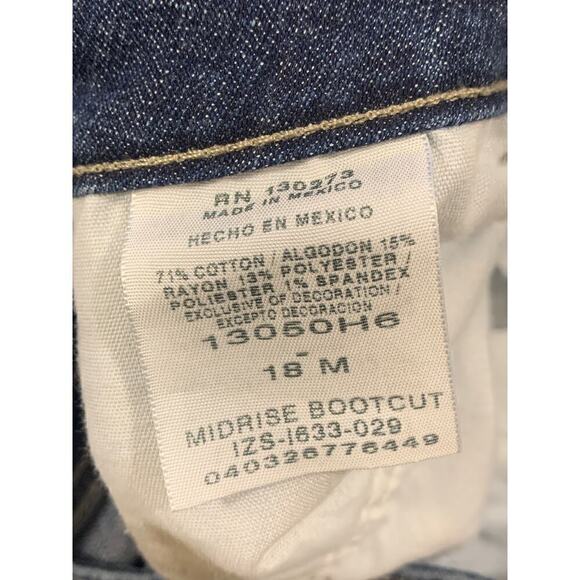 RN 130273
MADE IN MEXICO
HECHO EN MEXICO
71% COTTON/ALGODON 15%
RAYON 13% POLYESTER/
POLIESTER 1% SPANDEX
EXCLUSIVE OF DECORATION/
EXCEPTO DECORACION
13050H6
18 M
MIDRISE BOOTCUT
IZS-I633-029
040326776449